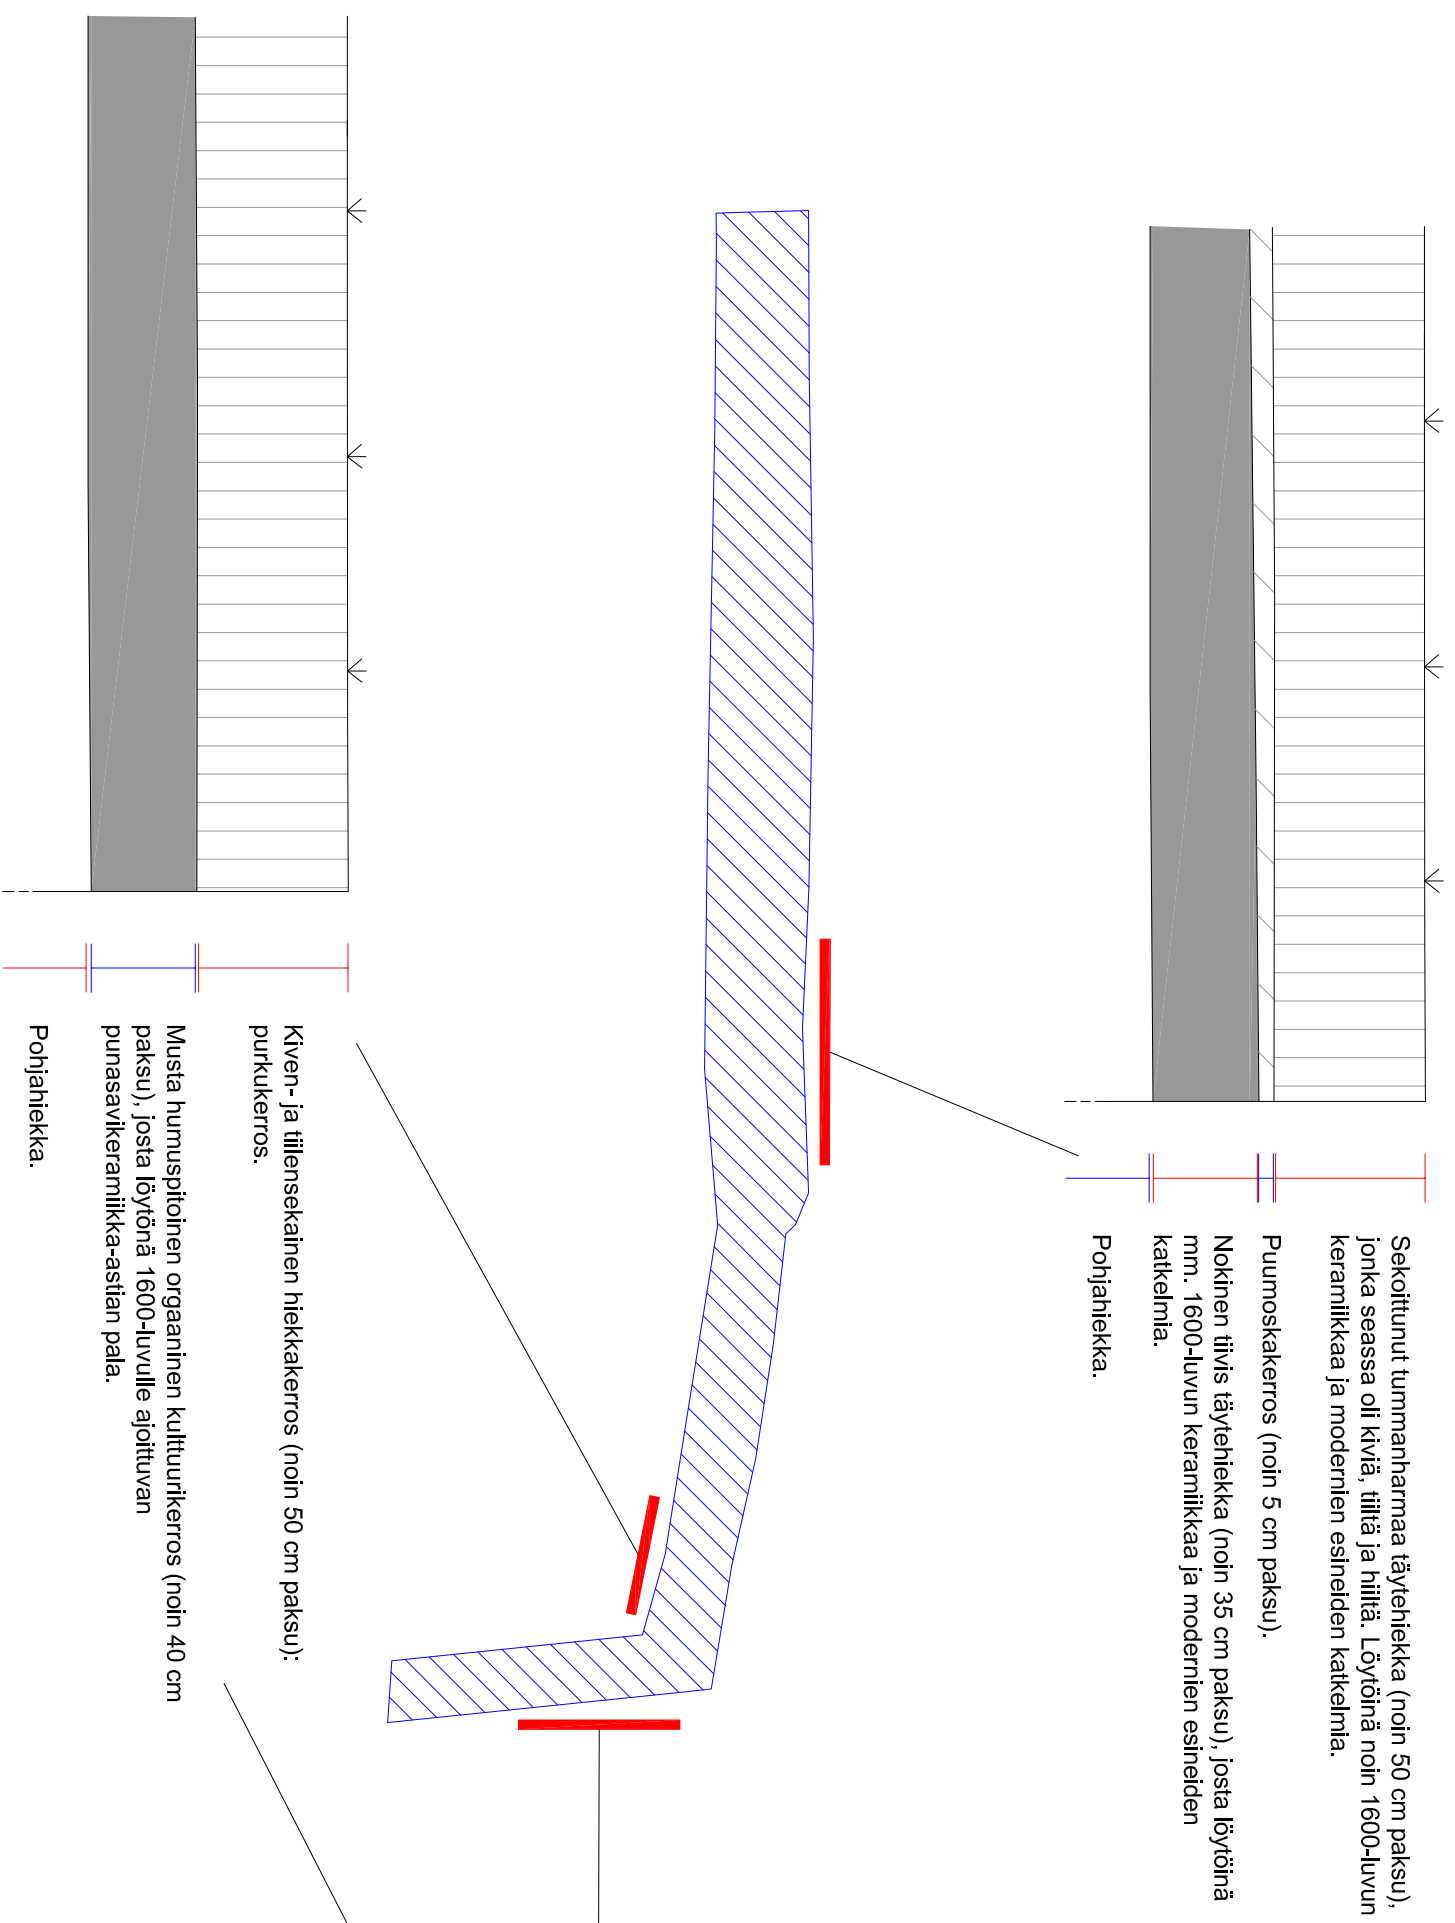 Sekoittunut tummanharmaa täytehiekka (noin 50 cm paksu),
jonka seassa oli kiviä, tiiltä ja hiiltä. Löytöinä noin 1600-luvun
keramiikkaa ja modernien esineiden katkelmia.
Puumoskakerros (noin 5 cm paksu).
Nokinen tiivis täytehiekka (noin 35 cm paksu), josta löytöinä
mm. 1600-luvun keramiikkaa ja modernien esineiden
katkelmia.
Pohjahiekka.
Kiven- ja tiilensekainen hiekkakerros (noin 50 cm paksu):
purkukerros.
Musta humuspitoinen orgaaninen kulttuurikerros (noin 40 cm
paksu), josta löytönä 1600-luvulle ajoittuvan
punasavikeramiikka-astian pala.
Pohjahiekka.